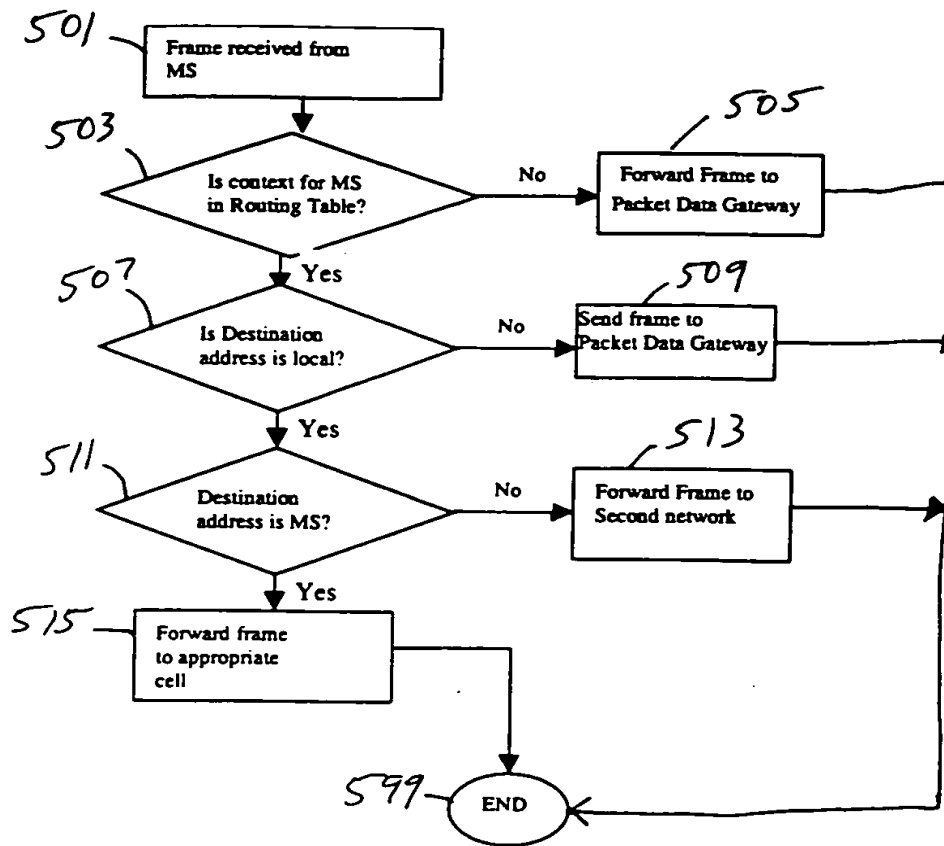 501
Frame received from
MS
503
Is context for MS
in Routing Table?
No
505
Forward Frame to
Packet Data Gateway
Yes
507
Is Destination
address is local?
No
509
Send frame to
Packet Data Gateway
Yes
511
Destination
address is MS?
No
513
Forward Frame to
Second network
Yes
515
Forward frame
to appropriate
cell
599
END